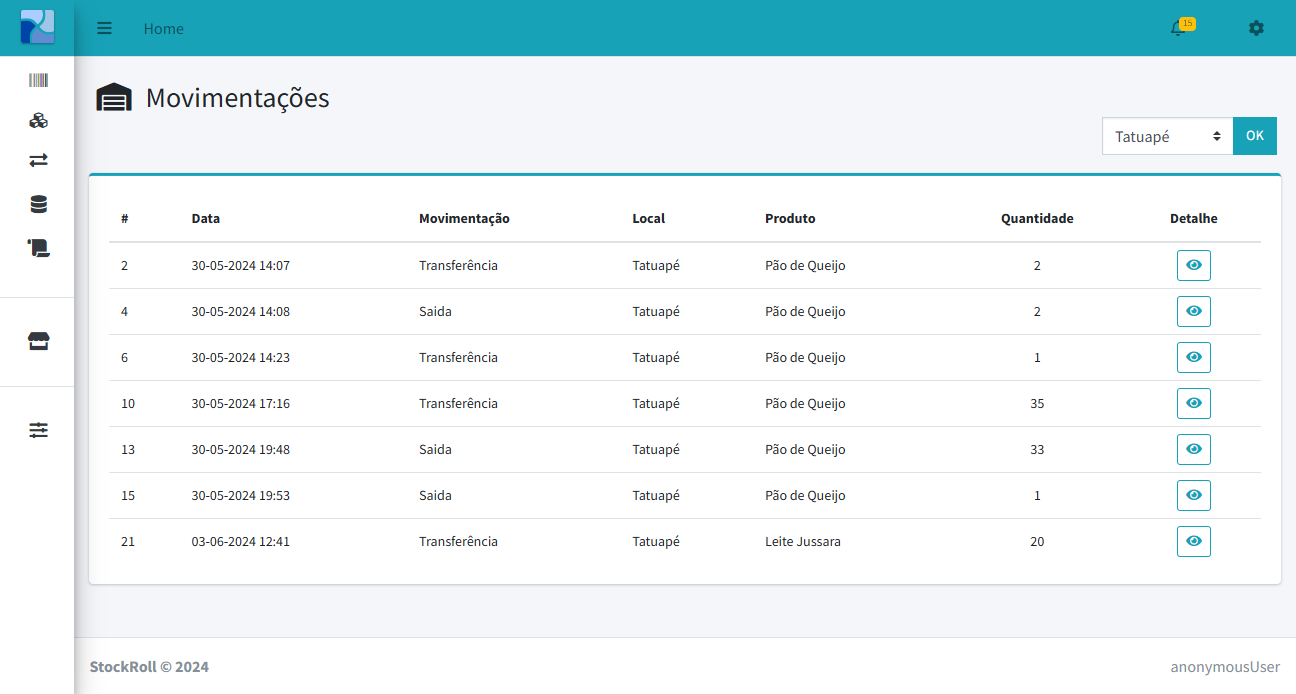 Home
15
Movimentações
Tatuapé OK
# Data Movimentação Local Produto Quantidade Detalhe
2 30-05-2024 14:07 Transferência Tatuapé Pão de Queijo 2
4 30-05-2024 14:08 Saida Tatuapé Pão de Queijo 2
6 30-05-2024 14:23 Transferência Tatuapé Pão de Queijo 1
10 30-05-2024 17:16 Transferência Tatuapé Pão de Queijo 35
13 30-05-2024 19:48 Saida Tatuapé Pão de Queijo 33
15 30-05-2024 19:53 Saida Tatuapé Pão de Queijo 1
21 03-06-2024 12:41 Transferência Tatuapé Leite Jussara 20
StockRoll © 2024 anonymousUser